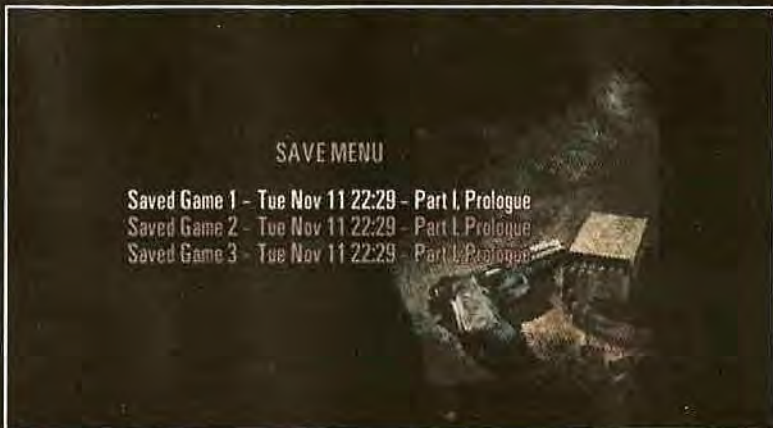 SAVE MENU
Saved Game 1 - Tue Nov 11 22:29 - Part I, Prologue
Saved Game 2 - Tue Nov 11 22:29 - Part I, Prologue
Saved Game 3 - Tue Nov 11 22:29 - Part I, Prologue